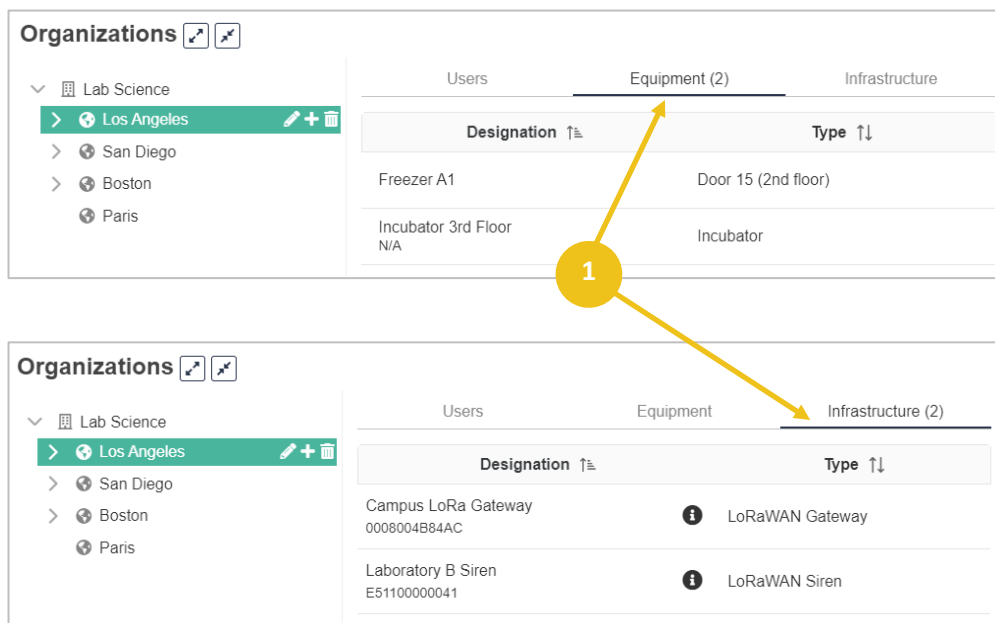 Organizations
Users Equipment (2) Infrastructure
Lab Science
Los Angeles
San Diego
Boston
Paris
Designation Type
Freezer A1 Door 15 (2nd floor)
Incubator 3rd Floor
N/A
Incubator
1
Organizations
Users Equipment Infrastructure (2)
Lab Science
Los Angeles
San Diego
Boston
Paris
Designation Type
Campus LoRa Gateway
0008004B84AC
LoRaWAN Gateway
Laboratory B Siren
E51100000041
LoRaWAN Siren